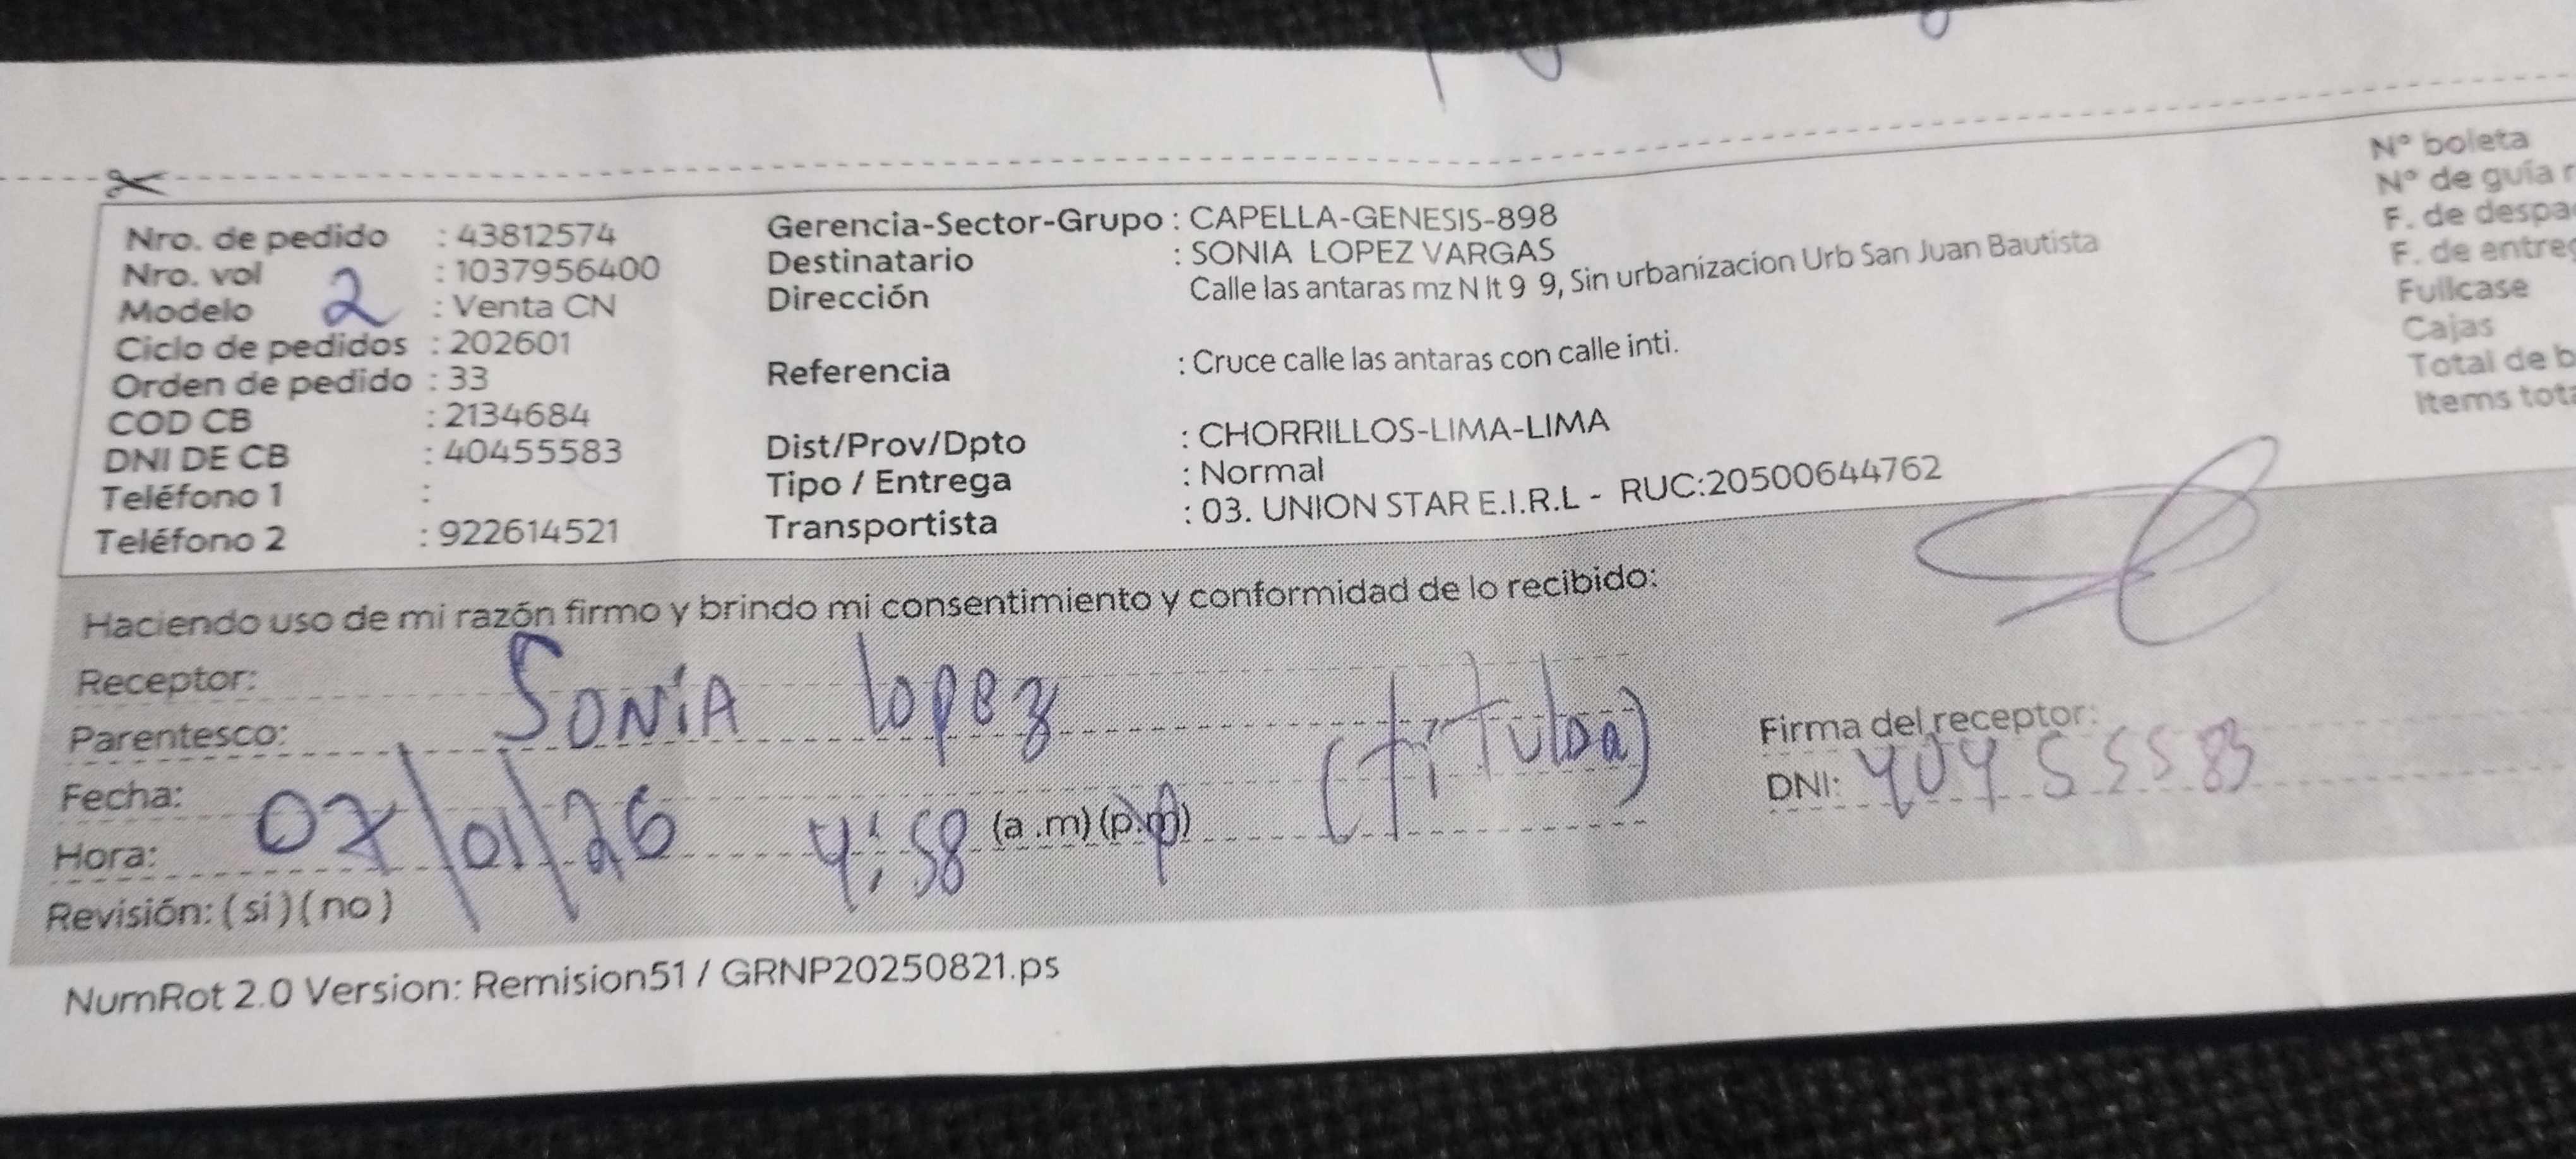 Nro. de pedido : 43812574
Nro. vol : 1037956400
Modelo 2 : Venta CN
Ciclo de pedidos : 202601
Orden de pedido : 33
COD CB : 2134684
DNI DE CB : 40455583
Teléfono 1 :
Teléfono 2 : 922614521
Gerencia-Sector-Grupo : CAPELLA-GENESIS-898
Destinatario : SONIA LOPEZ VARGAS
Dirección Calle las antaras mz N lt 9 9, Sin urbanizacion Urb San Juan Bautista
Referencia : Cruce calle las antaras con calle inti.
Dist/Prov/Dpto : CHORRILLOS-LIMA-LIMA
Tipo / Entrega : Normal
Transportista : 03. UNION STAR E.I.R.L - RUC:20500644762
N° boleta
N° de guía r
F. de despa
F. de entre
Fullcase
Cajas
Total de b
Items tota
Haciendo uso de mi razón firmo y brindo mi consentimiento y conformidad de lo recibido:
Receptor: SONIA Lopez
Parentesco: (titular)
Fecha: 07/01/26
Hora: 4:58 (a .m) (p.m)
Revisión: ( sí ) ( no )
Firma del receptor:
DNI: 40455583
NumRot 2.0 Version: Remision51 / GRNP20250821.ps